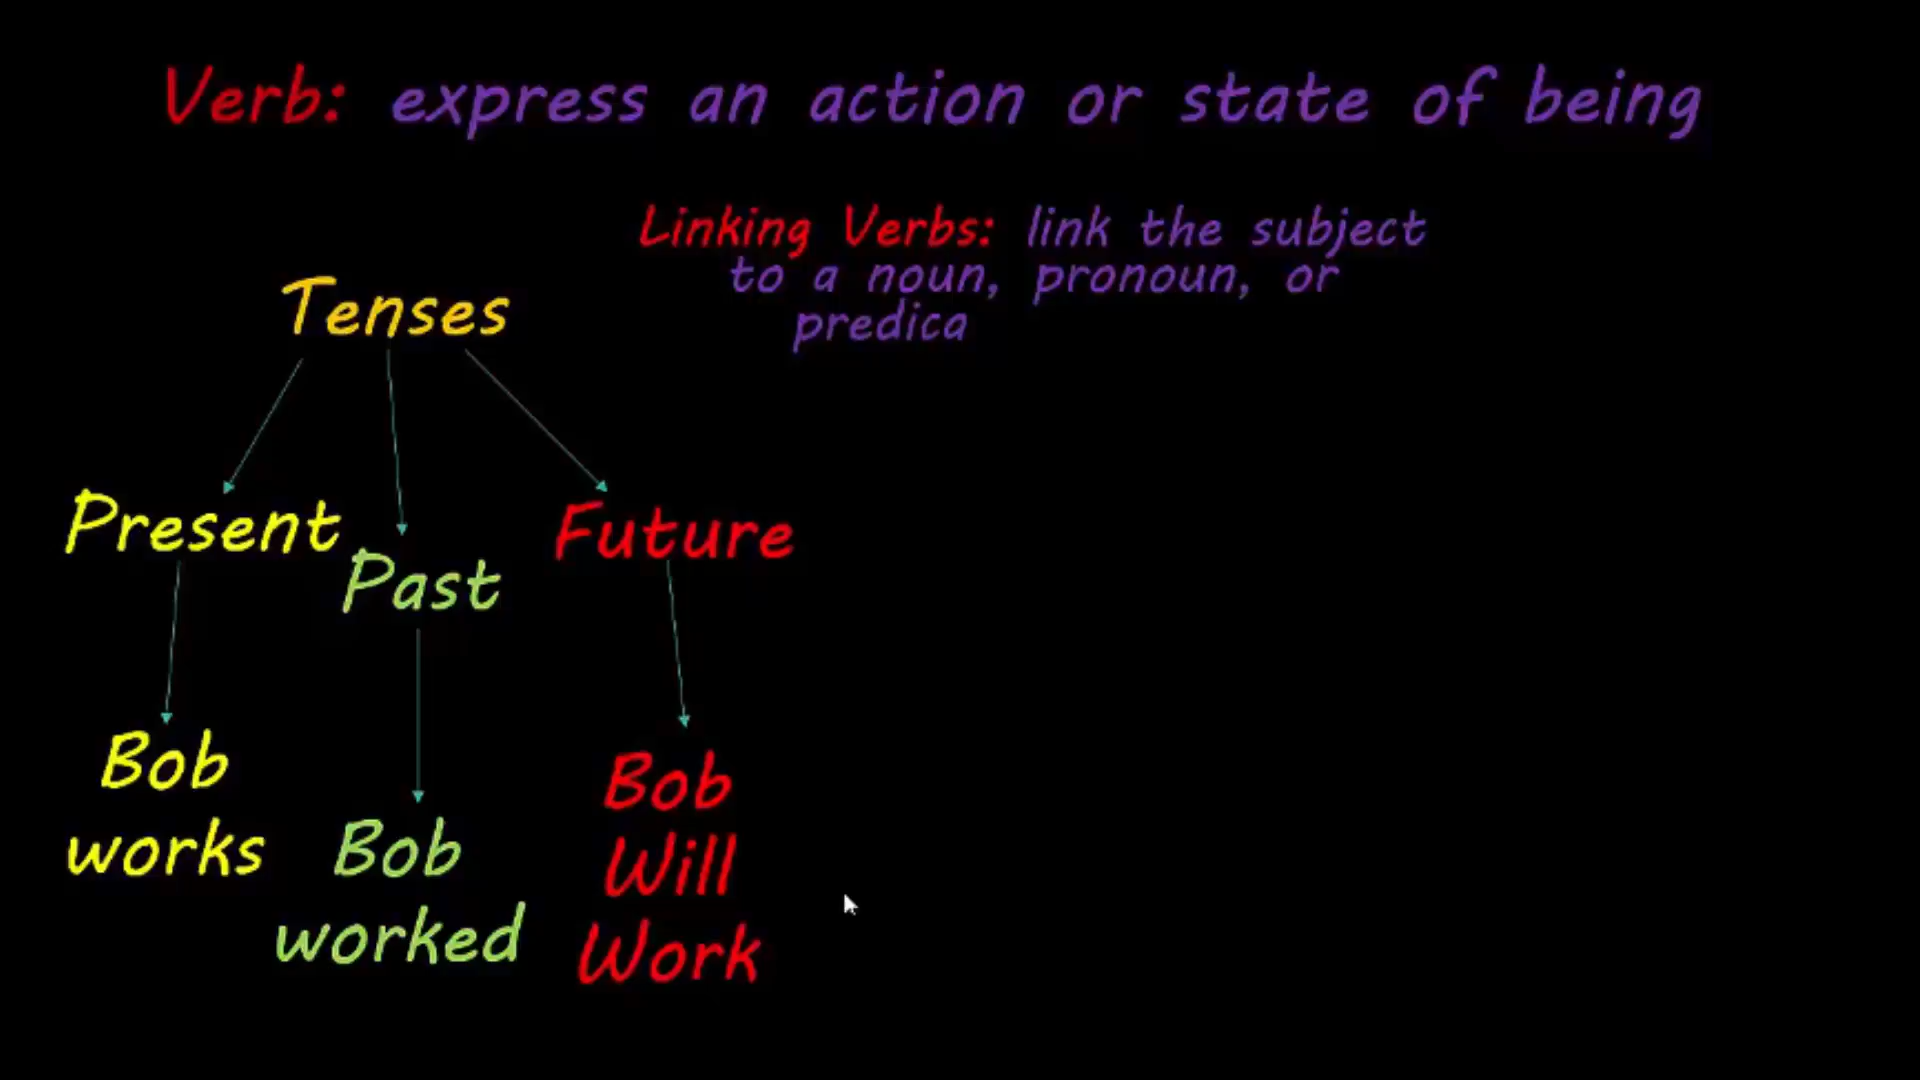 Verb: express an action or state of being
Linking Verbs: link the subject
to a noun, pronoun, or
predica
Tenses
Present
Past
Future
Bob
works
Bob
worked
Bob
Will
Work